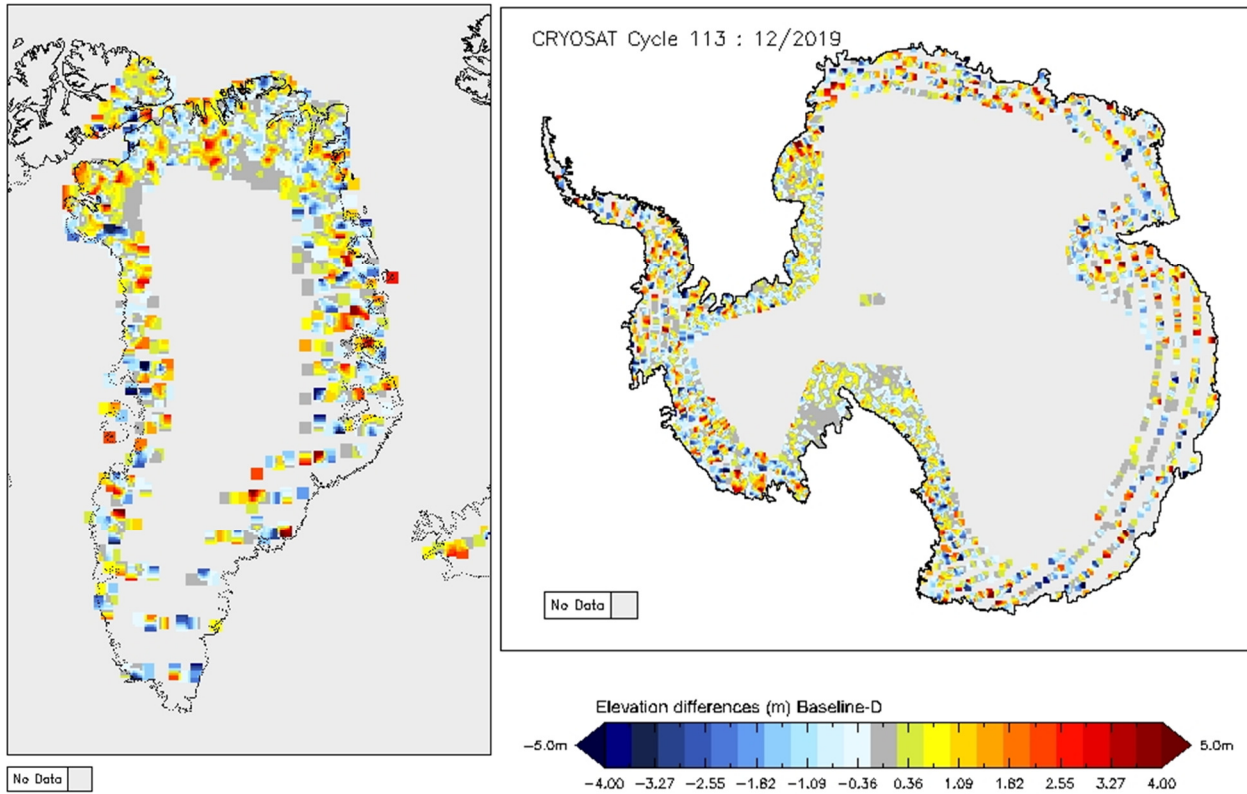 CRYOSAT Cycle 113 : 12/2019
No Data
Elevation differences (m) Baseline-D
-5.0m
5.0m
-4.00 -3.27 -2.55 -1.82 -1.09 -0.36 0.36 1.09 1.82 2.55 3.27 4.00
No Data